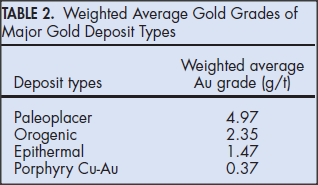 TABLE 2. Weighted Average Gold Grades of
Major Gold Deposit Types
Weighted average
Deposit types Au grade (g/t)
Paleoplacer 4.97
Orogenic 2.35
Epithermal 1.47
Porphyry Cu-Au 0.37